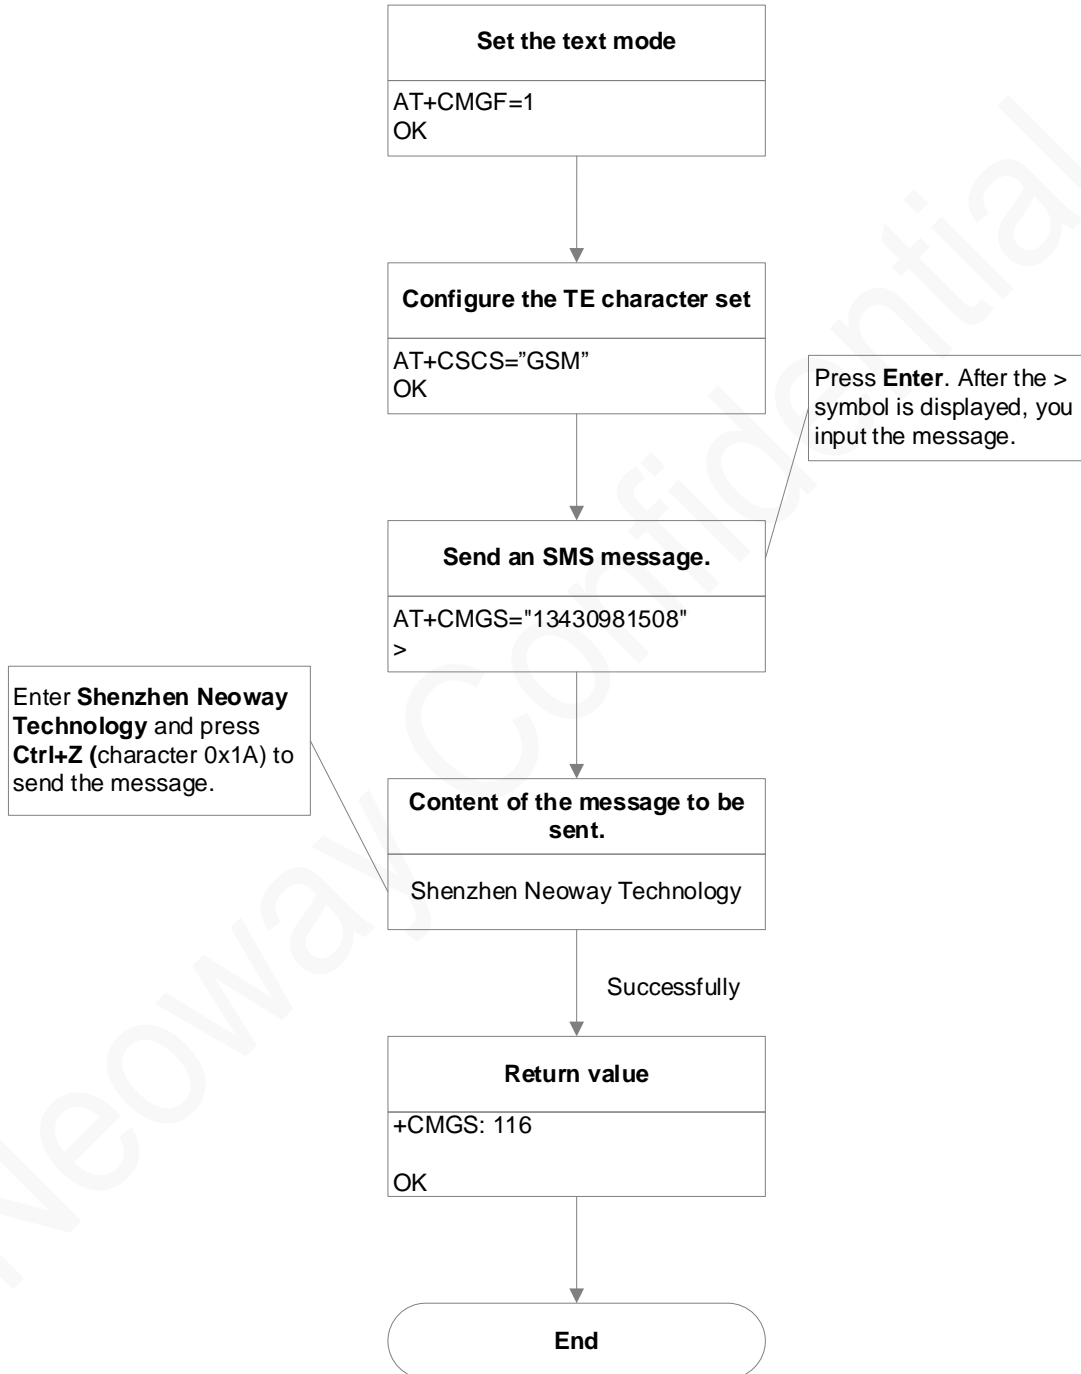 Set the text mode
AT+CMGF=1
OK
Configure the TE character set
AT+CSCS=”GSM”
OK
Press Enter. After the >
symbol is displayed, you
input the message.
Send an SMS message.
AT+CMGS="13430981508"
>
Enter Shenzhen Neoway
Technology and press
Ctrl+Z (character 0x1A) to
send the message.
Content of the message to be
sent.
Shenzhen Neoway Technology
Successfully
Return value
+CMGS: 116
OK
End
Neoway Confidential